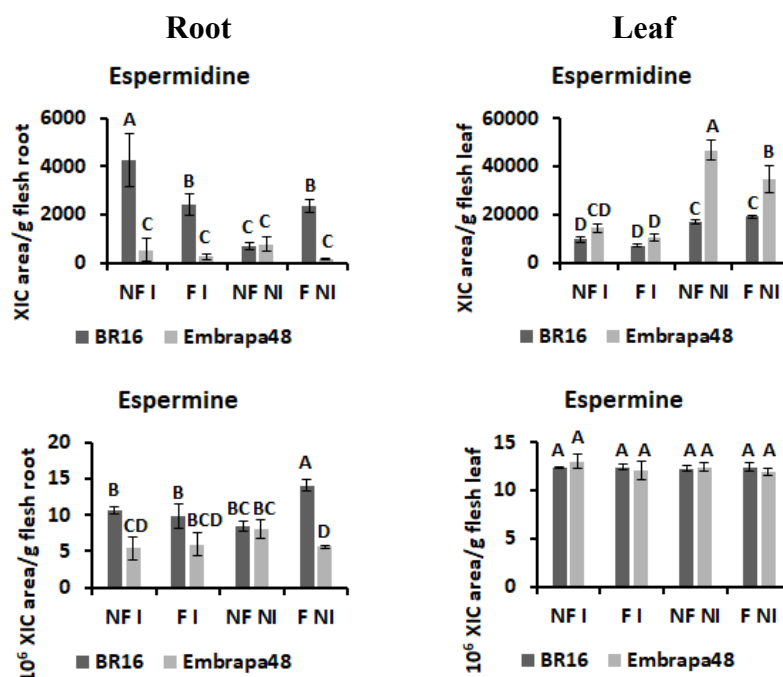 Root
Espermidine
XIC area/g flesh root
6000
4000
2000
0
A
C
B
C
C C
B
C
NF I F I NF NI F NI
BR16 Embrapa48
Leaf
Espermidine
XIC area/g flesh leaf
60000
40000
20000
0
D CD
D D
C
A
C
B
NF I F I NF NI F NI
BR16 Embrapa48
Espermine
10⁶ XIC area/g flesh root
20
15
10
5
0
B
CD
B
BCD
BC BC
A
D
NF I F I NF NI F NI
BR16 Embrapa48
Espermine
10⁶ XIC area/g flesh leaf
15
10
5
0
A A
A A
A A
A A
NF I F I NF NI F NI
BR16 Embrapa48